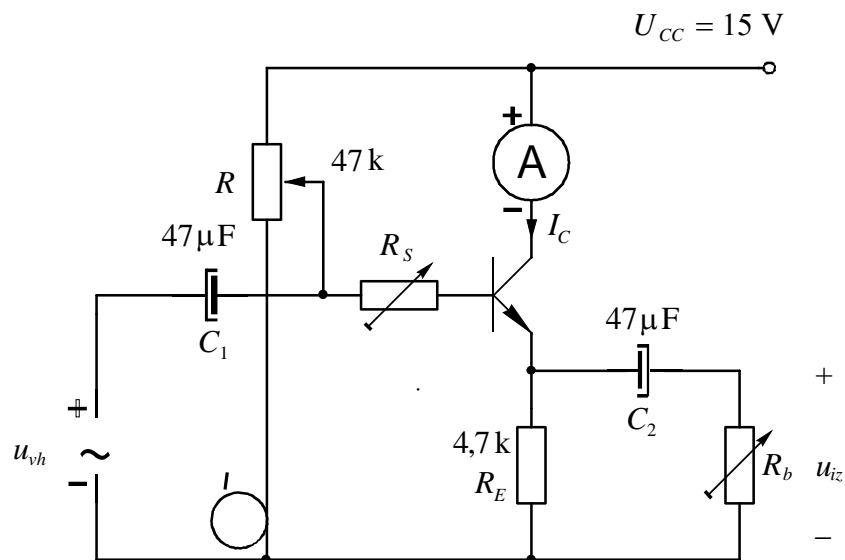 U_CC = 15 V
+
A
47 k
R
–
I_C
47 µF
R_S
C_1
47 µF
+
C_2
+
4,7 k
u_vh
~
R_E
R_b
u_iz
–
–